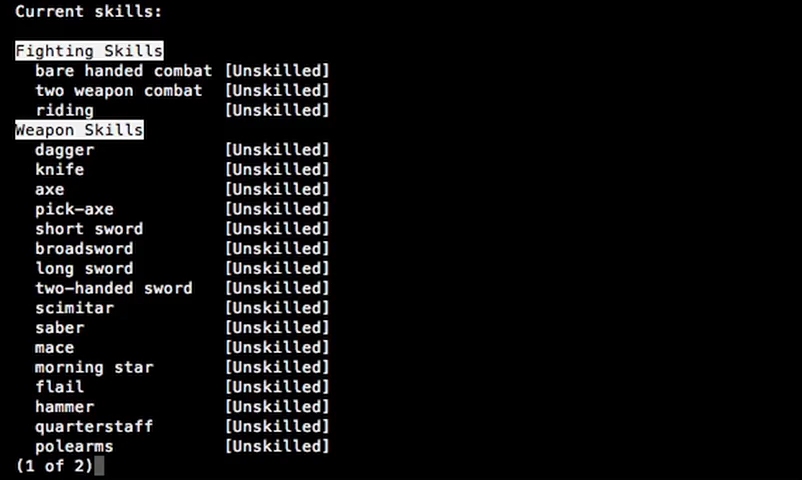 Current skills:
Fighting Skills
bare handed combat [Unskilled]
two weapon combat [Unskilled]
riding [Unskilled]
Weapon Skills
dagger [Unskilled]
knife [Unskilled]
axe [Unskilled]
pick-axe [Unskilled]
short sword [Unskilled]
broadsword [Unskilled]
long sword [Unskilled]
two-handed sword [Unskilled]
scimitar [Unskilled]
saber [Unskilled]
mace [Unskilled]
morning star [Unskilled]
flail [Unskilled]
hammer [Unskilled]
quarterstaff [Unskilled]
polearms [Unskilled]
(1 of 2)